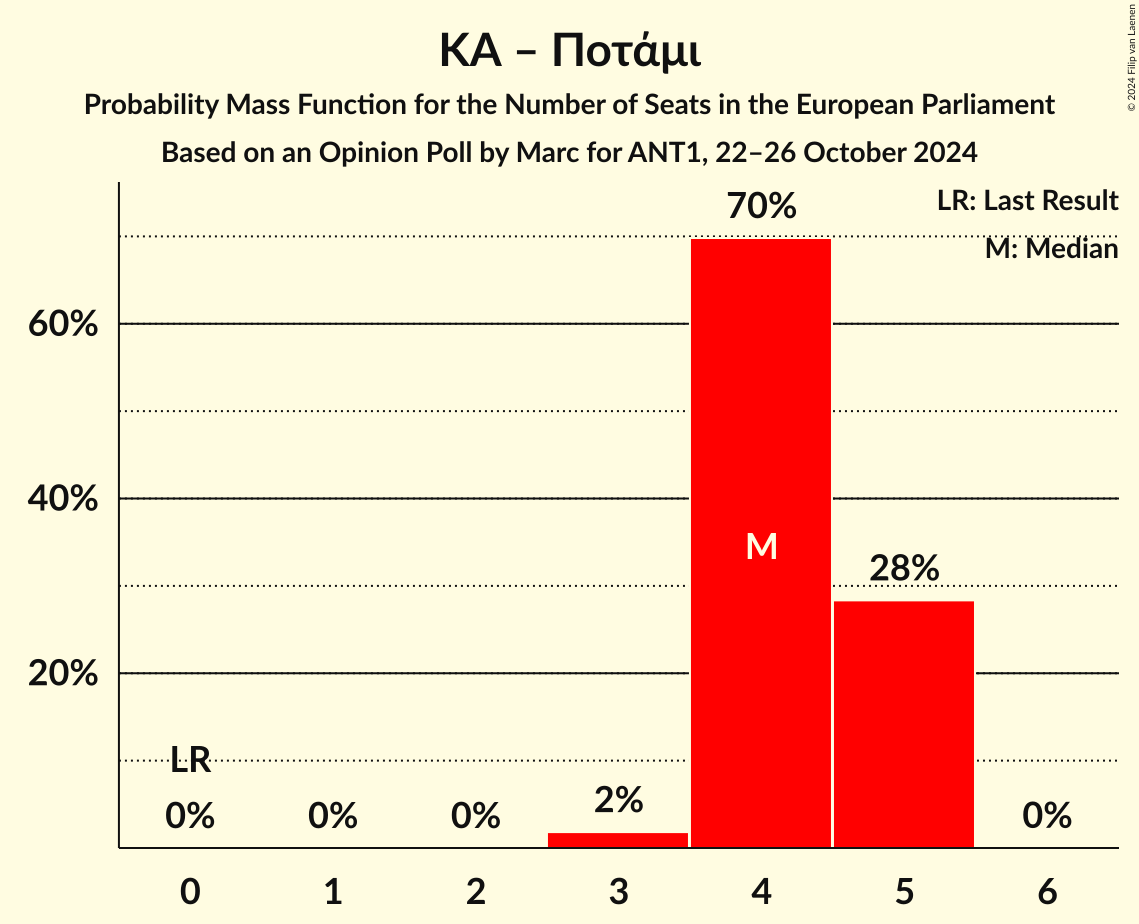 ΚΑ – Ποτάμι
Probability Mass Function for the Number of Seats in the European Parliament
Based on an Opinion Poll by Marc for ANT1, 22–26 October 2024
© 2024 Filip van Laenen
LR: Last Result
M: Median
70%
60%
40%
20%
M
28%
LR
0%
0%
0%
2%
0%
0
1
2
3
4
5
6